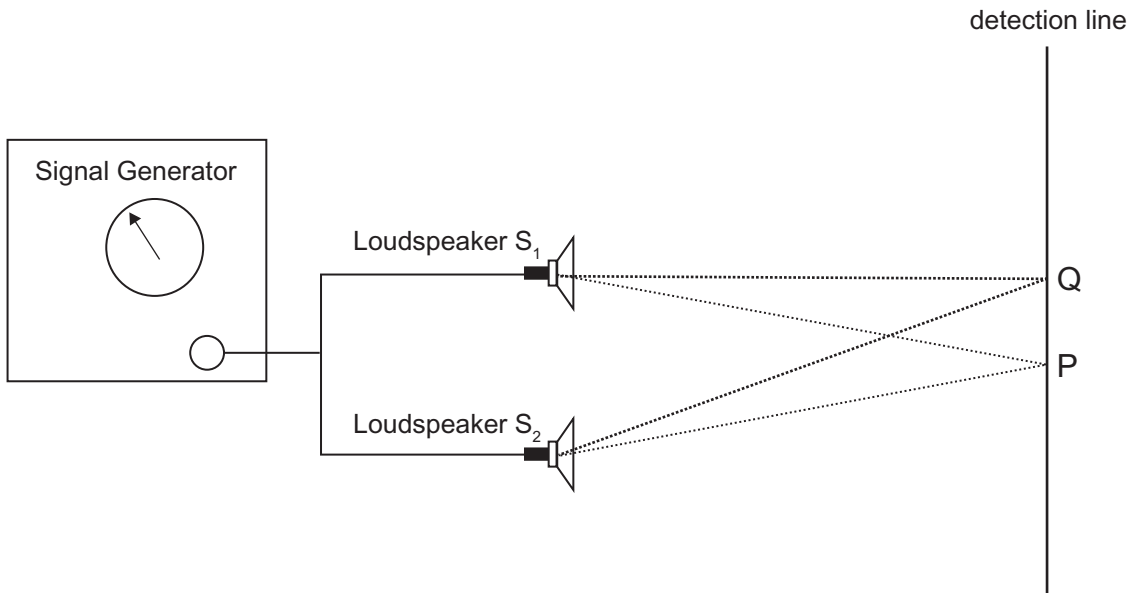 detection line
Signal Generator
Loudspeaker S₁
Q
P
Loudspeaker S₂